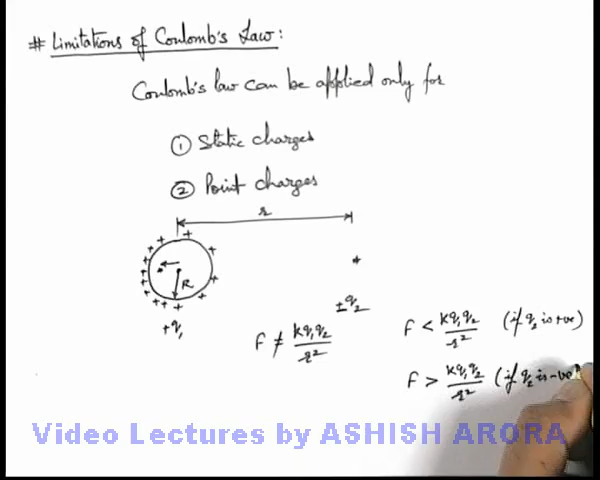 # Limitations of Coulomb's Law:
Coulomb's law can be applied only for
① Static charges
② Point charges
r
R
+q₁
±q₂
F ≠ kq₁q₂/r²
F < kq₁q₂/r² (if q₂ is +ve)
F > kq₁q₂/r² (if q₂ is -ve)
Video Lectures by ASHISH ARORA